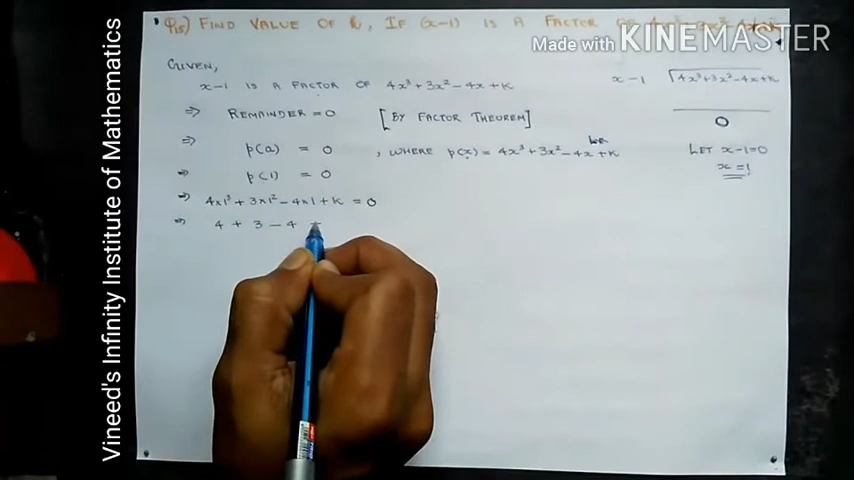 Q15) FIND VALUE OF k, IF (x-1) IS A FACTOR OF
Made with KINEMASTER
GIVEN,
x-1 IS A FACTOR OF 4x³+3x²-4x+k
x-1 4x³+3x²-4x+k
0
⇒ REMAINDER = 0 [BY FACTOR THEOREM]
⇒ p(a) = 0 , WHERE p(x) = 4x³+3x²-4x+k
⇒ p(1) = 0
LET x-1=0
x=1
⇒ 4×1³ + 3×1² - 4×1 + k = 0
⇒ 4 + 3 - 4
Vineed's Infinity Institute of Mathematics